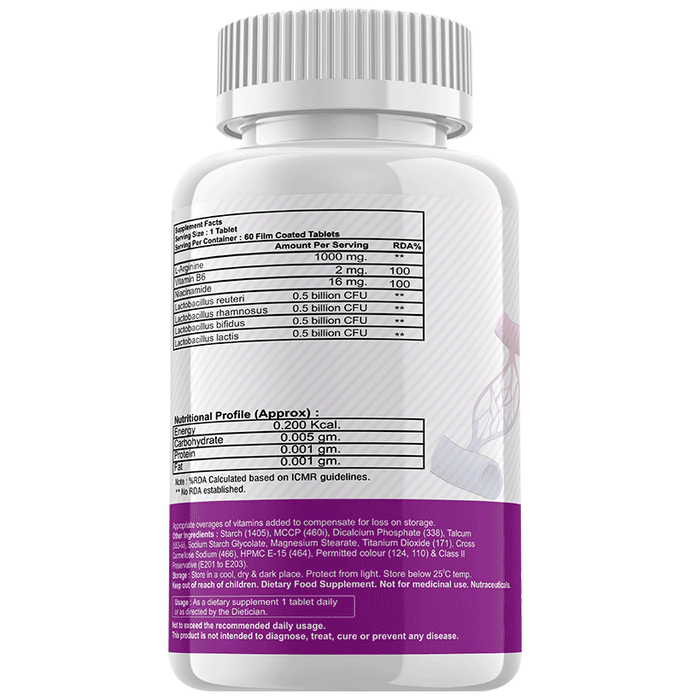 Supplement Facts
Serving Size : 1 Tablet
Serving Per Container : 60 Film Coated Tablets
Amount Per Serving RDA%
L-Arginine 1000 mg. **
Vitamin B6 2 mg. 100
Niacinamide 16 mg. 100
Lactobacillus reuteri 0.5 billion CFU **
Lactobacillus rhamnosus 0.5 billion CFU **
Lactobacillus bifidus 0.5 billion CFU **
Lactobacillus lactis 0.5 billion CFU **
Nutritional Profile (Approx) :
Energy 0.200 Kcal.
Carbohydrate 0.005 gm.
Protein 0.001 gm.
Fat 0.001 gm.
Note : %RDA Calculated based on ICMR guidelines.
** No RDA established.
Appropriate overages of vitamins added to compensate for loss on storage.
Other ingredients : Starch (1405), MCCP (460i), Dicalcium Phosphate (338), Talcum
Sodium Starch Glycolate, Magnesium Stearate, Titanium Dioxide (171), Cross
Carmellose Sodium (466), HPMC E-15 (464), Permitted colour (124, 110) & Class II
Preservative (E201 to E203).
Storage : Store in a cool, dry & dark place. Protect from light. Store below 25°C temp.
Keep out of reach of children. Dietary Food Supplement. Not for medicinal use. Nutraceuticals.
Usage : As a dietary supplement 1 tablet daily
or as directed by the Dietician.
Not to exceed the recommended daily usage.
This product is not intended to diagnose, treat, cure or prevent any disease.